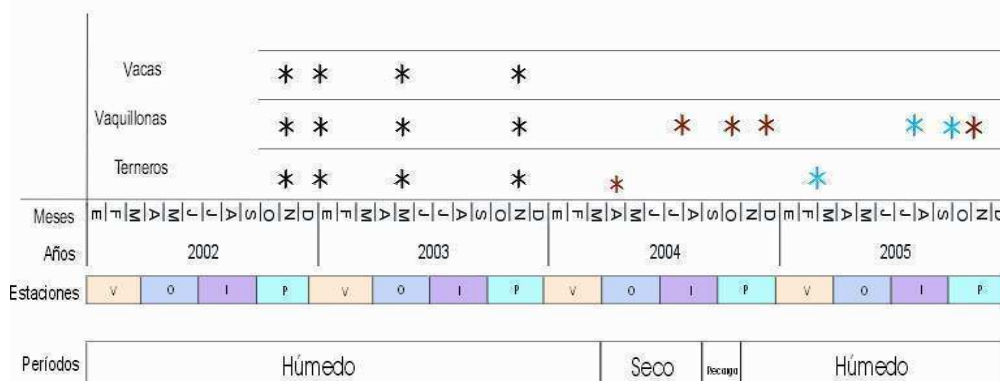 Vacas
Vaquillonas
Terneros
Meses E F M A M J J A S O N D E F M A M J J A S O N D E F M A M J J A S O N D E F M A M J J A S O N D
Años 2002 2003 2004 2005
Estaciones V O I P V O I P V O I P V O I P
Períodos Húmedo Seco Recarga Húmedo